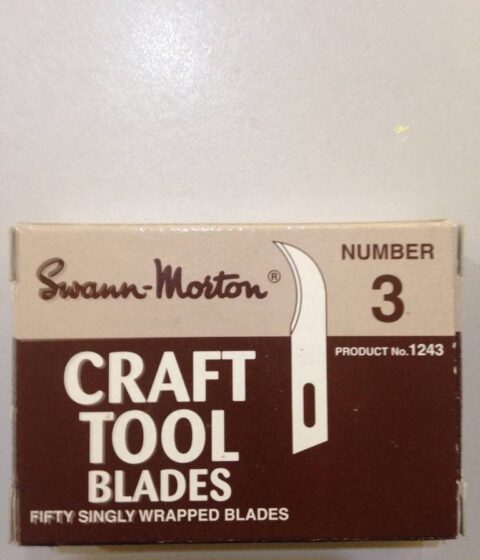 Swann-Morton®
NUMBER
3
PRODUCT No.1243
CRAFT
TOOL
BLADES
FIFTY SINGLY WRAPPED BLADES